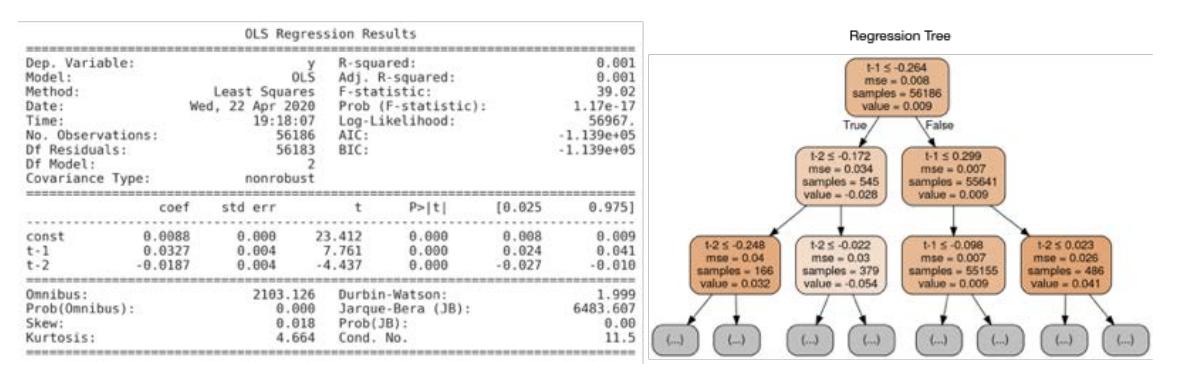 OLS Regression Results
Dep. Variable: y R-squared: 0.001
Model: OLS Adj. R-squared: 0.001
Method: Least Squares F-statistic: 39.02
Date: Wed, 22 Apr 2020 Prob (F-statistic): 1.17e-17
Time: 19:18:07 Log-Likelihood: 56967.
No. Observations: 56186 AIC: -1.139e+05
Df Residuals: 56183 BIC: -1.139e+05
Df Model: 2
Covariance Type: nonrobust
coef std err t P>|t| [0.025 0.975]
const 0.0088 0.000 23.412 0.000 0.008 0.009
t-1 0.0327 0.004 7.761 0.000 0.024 0.041
t-2 -0.0187 0.004 -4.437 0.000 -0.027 -0.010
Omnibus: 2103.126 Durbin-Watson: 1.999
Prob(Omnibus): 0.000 Jarque-Bera (JB): 6483.607
Skew: 0.018 Prob(JB): 0.00
Kurtosis: 4.664 Cond. No. 11.5
Regression Tree
t-1 ≤ -0.264
mse = 0.008
samples = 56186
value = 0.009
True False
t-2 ≤ -0.172
mse = 0.034
samples = 545
value = -0.028
t-1 ≤ 0.299
mse = 0.007
samples = 55641
value = 0.009
t-2 ≤ -0.248
mse = 0.04
samples = 166
value = 0.032
t-2 ≤ -0.022
mse = 0.03
samples = 379
value = -0.054
t-1 ≤ -0.098
mse = 0.007
samples = 55155
value = 0.009
t-2 ≤ 0.023
mse = 0.026
samples = 486
value = 0.041
(...) (...) (...) (...) (...) (...) (...) (...)